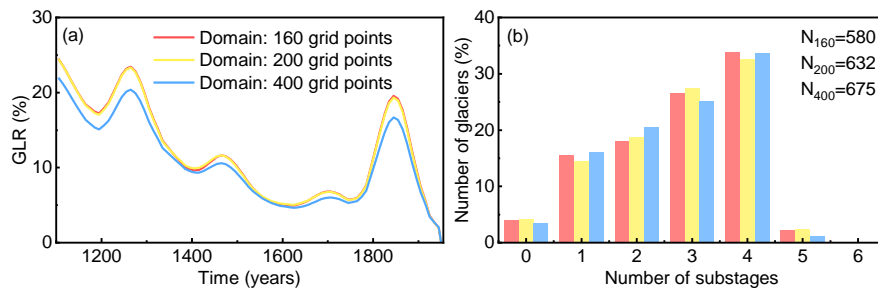 (a)
Domain: 160 grid points
Domain: 200 grid points
Domain: 400 grid points
GLR (%)
30
20
10
0
1200 1400 1600 1800
Time (years)
(b)
N160=580
N200=632
N400=675
Number of glaciers (%)
40
30
20
10
0
0 1 2 3 4 5 6
Number of substages